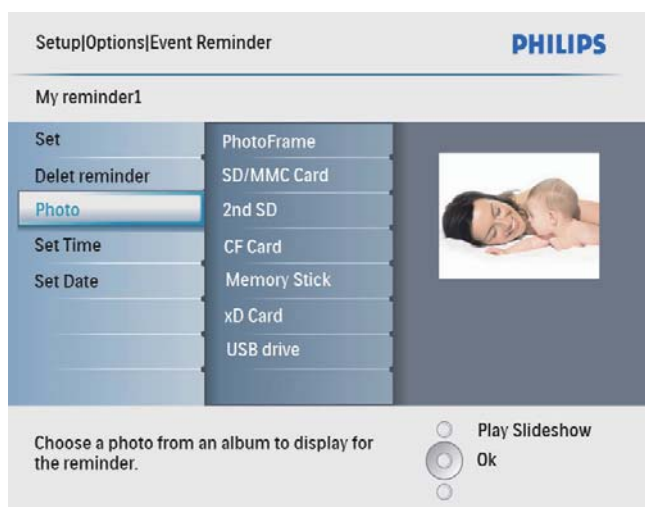 Setup|Options|Event Reminder
PHILIPS
My reminder1
Set
Delet reminder
Photo
Set Time
Set Date
PhotoFrame
SD/MMC Card
2nd SD
CF Card
Memory Stick
xD Card
USB drive
Choose a photo from an album to display for
the reminder.
Play Slideshow
Ok